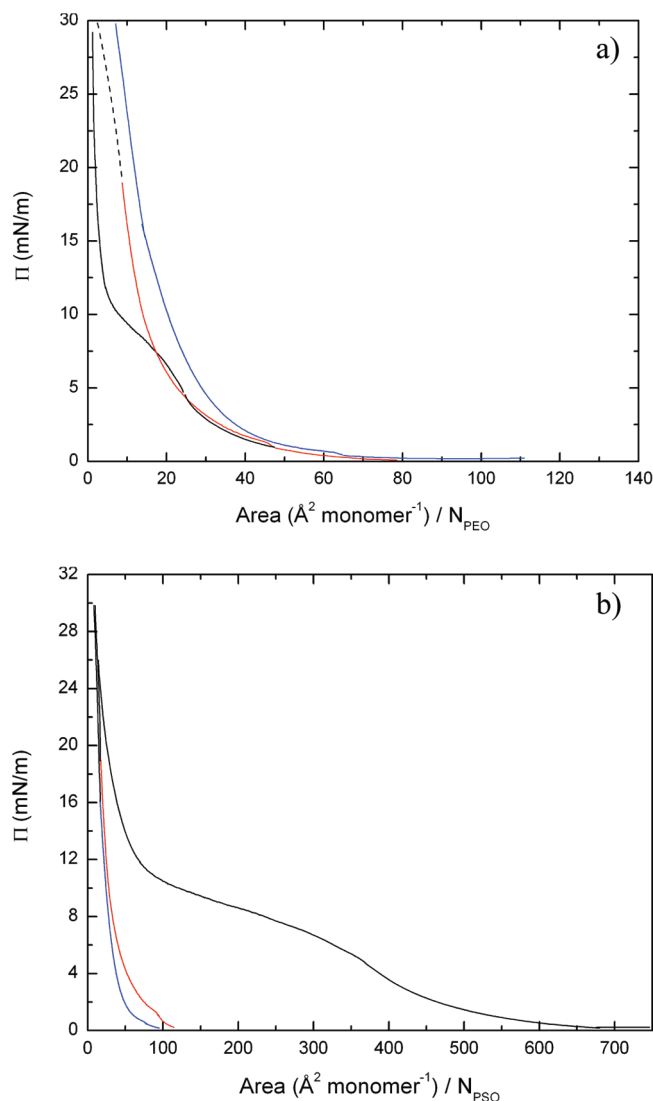 a)
30
25
20
15
10
5
0
Π (mN/m)
0 20 40 60 80 100 120 140
Area (Å² monomer⁻¹) / N_PEO
b)
32
28
24
20
16
12
8
4
0
Π (mN/m)
0 100 200 300 400 500 600 700
Area (Å² monomer⁻¹) / N_PSO